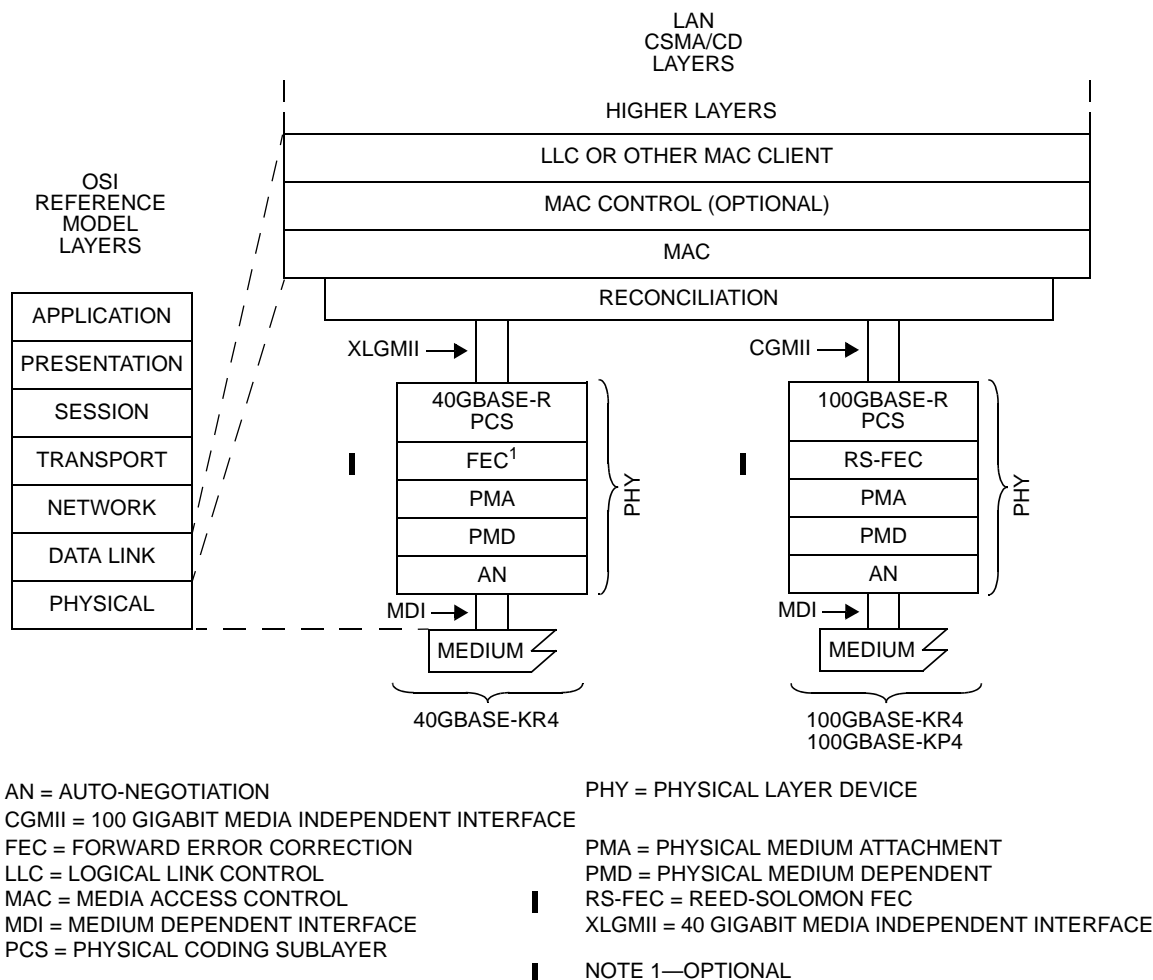 LAN
CSMA/CD
LAYERS
HIGHER LAYERS
LLC OR OTHER MAC CLIENT
MAC CONTROL (OPTIONAL)
MAC
RECONCILIATION
OSI
REFERENCE
MODEL
LAYERS
APPLICATION
PRESENTATION
SESSION
TRANSPORT
NETWORK
DATA LINK
PHYSICAL
XLGMII
40GBASE-R
PCS
FEC1
PMA
PMD
AN
PHY
MDI
MEDIUM
40GBASE-KR4
CGMII
100GBASE-R
PCS
RS-FEC
PMA
PMD
AN
PHY
MDI
MEDIUM
100GBASE-KR4
100GBASE-KP4
AN = AUTO-NEGOTIATION
CGMII = 100 GIGABIT MEDIA INDEPENDENT INTERFACE
FEC = FORWARD ERROR CORRECTION
LLC = LOGICAL LINK CONTROL
MAC = MEDIA ACCESS CONTROL
MDI = MEDIUM DEPENDENT INTERFACE
PCS = PHYSICAL CODING SUBLAYER
PHY = PHYSICAL LAYER DEVICE
PMA = PHYSICAL MEDIUM ATTACHMENT
PMD = PHYSICAL MEDIUM DEPENDENT
RS-FEC = REED-SOLOMON FEC
XLGMII = 40 GIGABIT MEDIA INDEPENDENT INTERFACE
NOTE 1—OPTIONAL